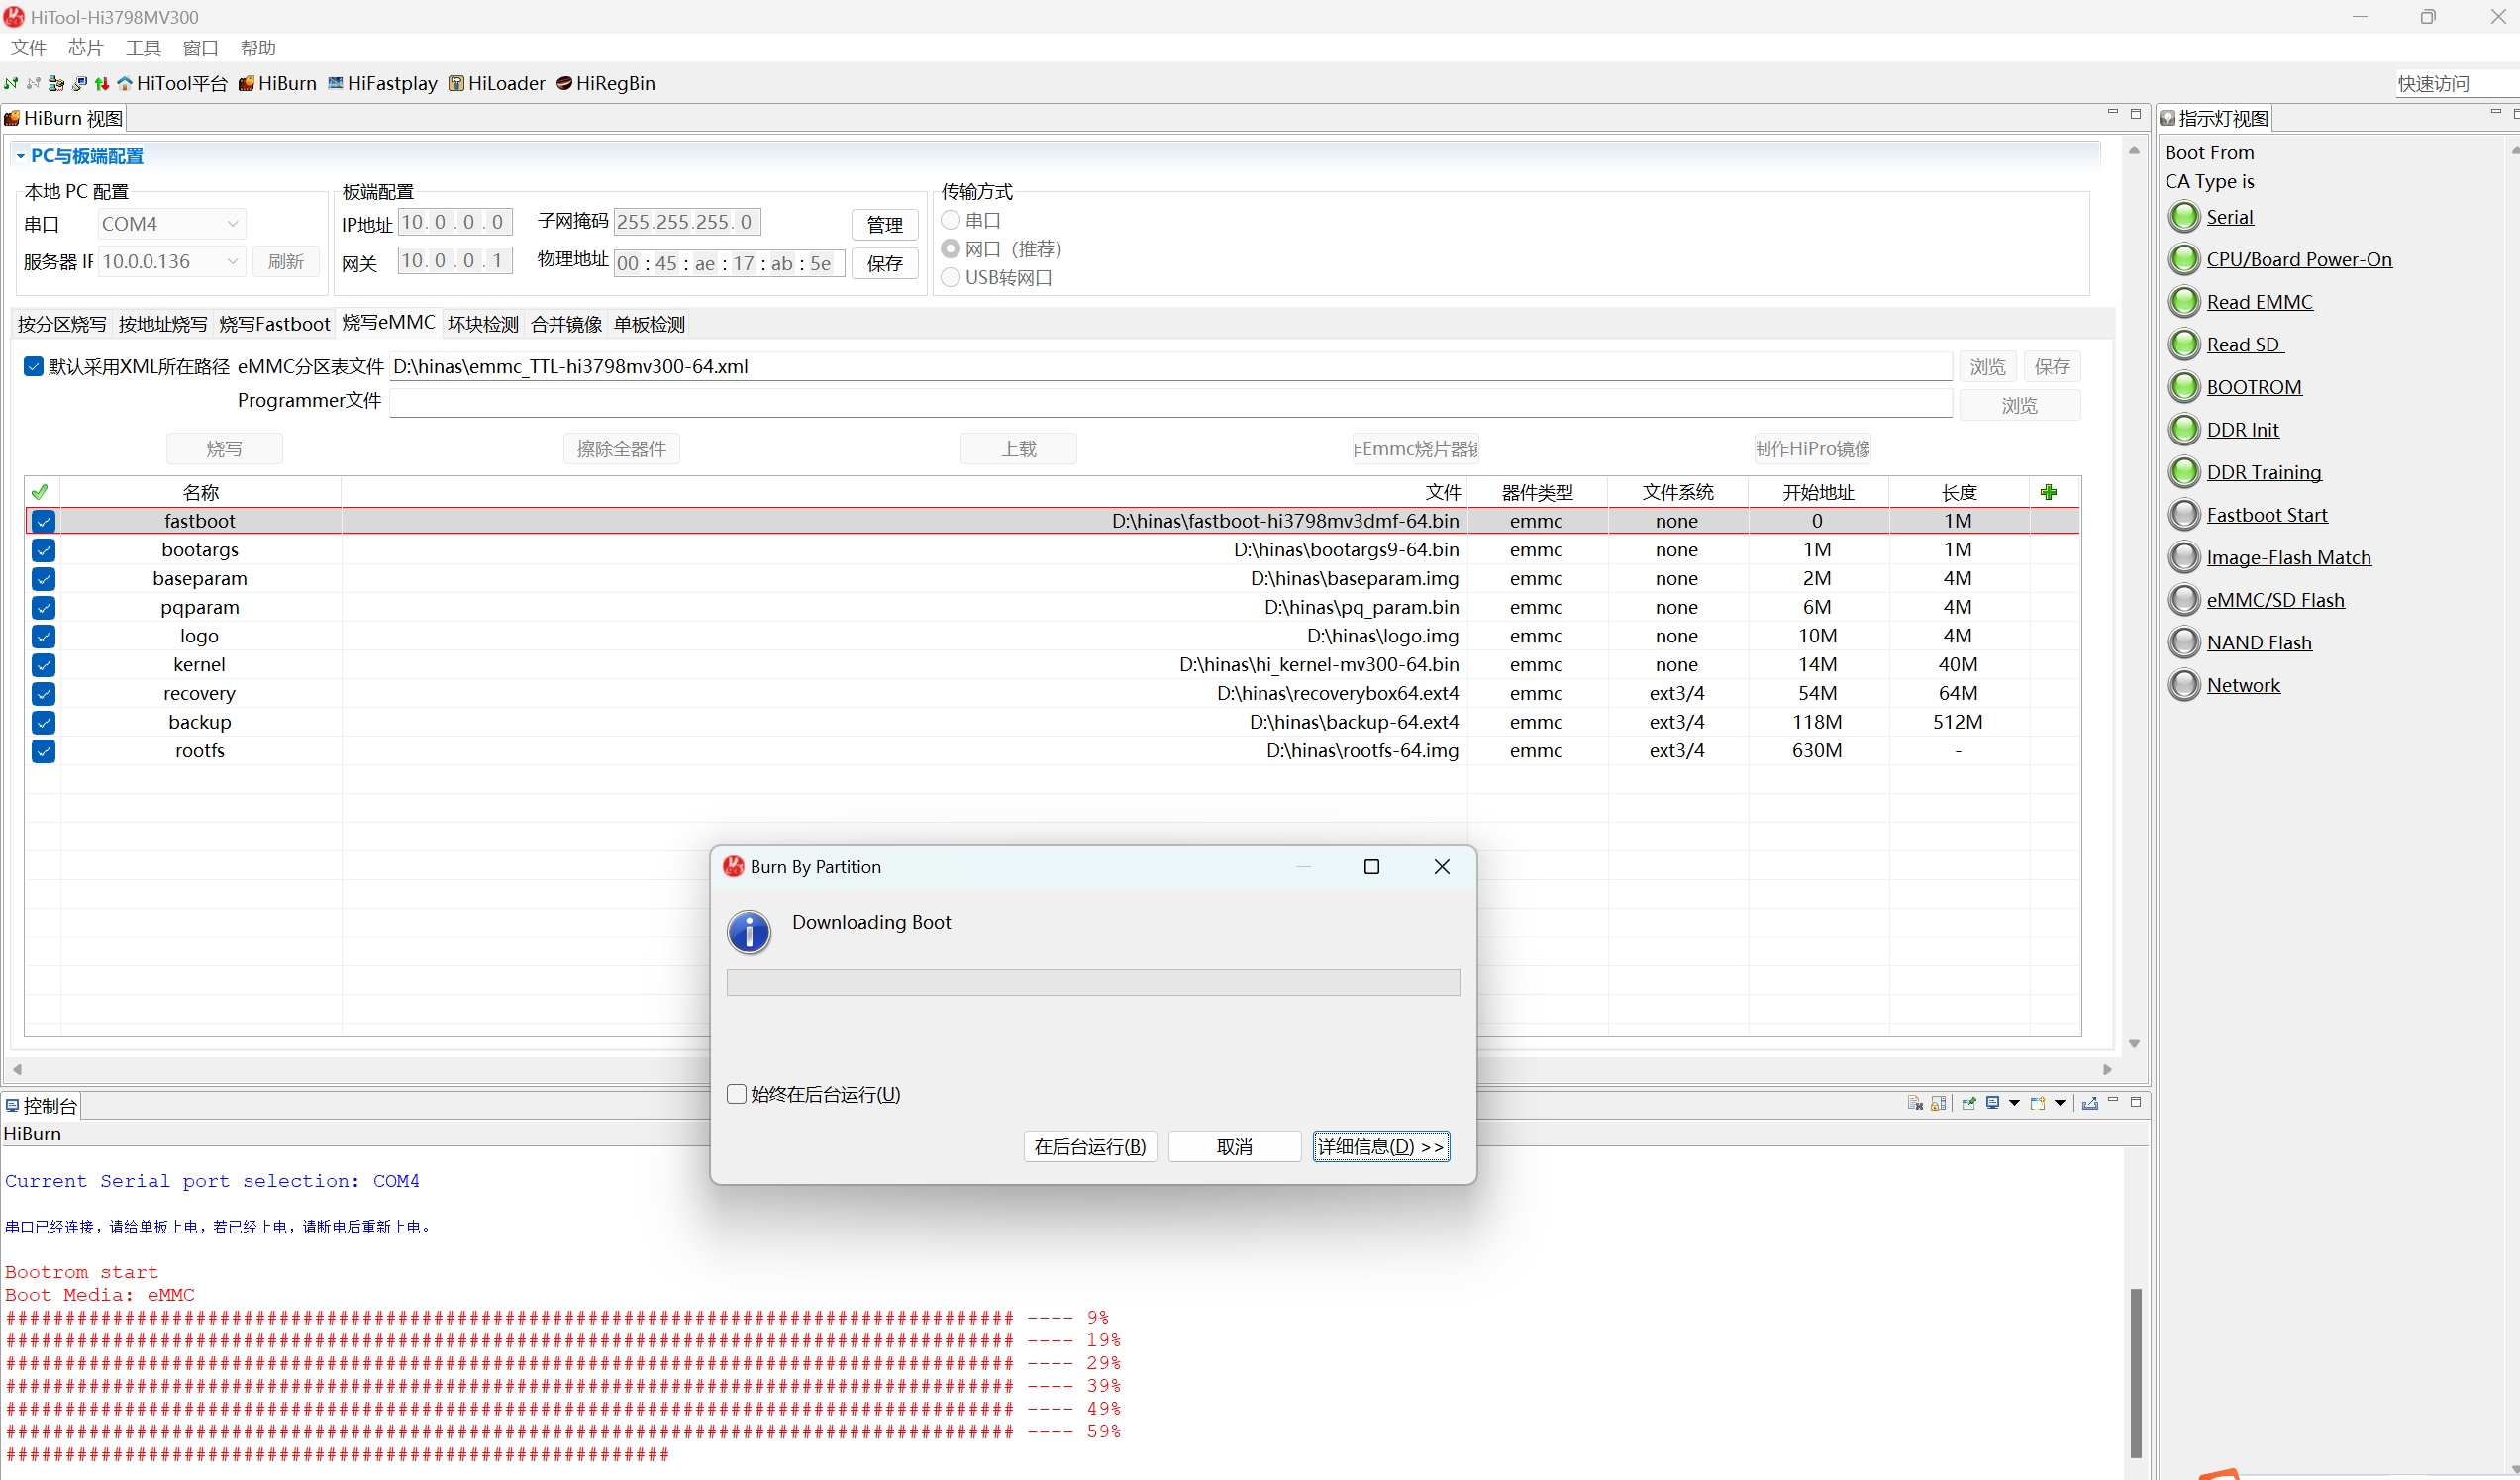 HiTool-Hi3798MV300
文件 芯片 工具 窗口 帮助
HiTool平台 HiBurn HiFastplay HiLoader HiRegBin
快速访问
HiBurn 视图
PC与板端配置
本地 PC 配置
串口 COM4
服务器 IF 10.0.0.136 刷新
板端配置
IP地址 10. 0 . 0 . 0 子网掩码 255.255.255. 0 管理
网关 10. 0 . 0 . 1 物理地址 00 : 45 : ae : 17 : ab : 5e 保存
传输方式
串口
网口（推荐）
USB转网口
按分区烧写 按地址烧写 烧写Fastboot 烧写eMMC 坏块检测 合并镜像 单板检测
默认采用XML所在路径 eMMC分区表文件 D:\hinas\emmc_TTL-hi3798mv300-64.xml 浏览 保存
Programmer文件 浏览
烧写 擦除全器件 上载 Emmc烧片器 制作HiPro镜像
名称 文件 器件类型 文件系统 开始地址 长度
fastboot D:\hinas\fastboot-hi3798mv3dmf-64.bin emmc none 0 1M
bootargs D:\hinas\bootargs9-64.bin emmc none 1M 1M
baseparam D:\hinas\baseparam.img emmc none 2M 4M
pqparam D:\hinas\pq_param.bin emmc none 6M 4M
logo D:\hinas\logo.img emmc none 10M 4M
kernel D:\hinas\hi_kernel-mv300-64.bin emmc none 14M 40M
recovery D:\hinas\recoverybox64.ext4 emmc ext3/4 54M 64M
backup D:\hinas\backup-64.ext4 emmc ext3/4 118M 512M
rootfs D:\hinas\rootfs-64.img emmc ext3/4 630M -
Burn By Partition
Downloading Boot
始终在后台运行(U)
在后台运行(B) 取消 详细信息(D) >>
控制台
HiBurn
Current Serial port selection: COM4
串口已经连接，请给单板上电，若已经上电，请断电后重新上电。
Bootrom start
Boot Media: eMMC
##################################################################################### ---- 9%
##################################################################################### ---- 19%
##################################################################################### ---- 29%
##################################################################################### ---- 39%
##################################################################################### ---- 49%
##################################################################################### ---- 59%
########################################################
指示灯视图
Boot From
CA Type is
Serial
CPU/Board Power-On
Read EMMC
Read SD
BOOTROM
DDR Init
DDR Training
Fastboot Start
Image-Flash Match
eMMC/SD Flash
NAND Flash
Network